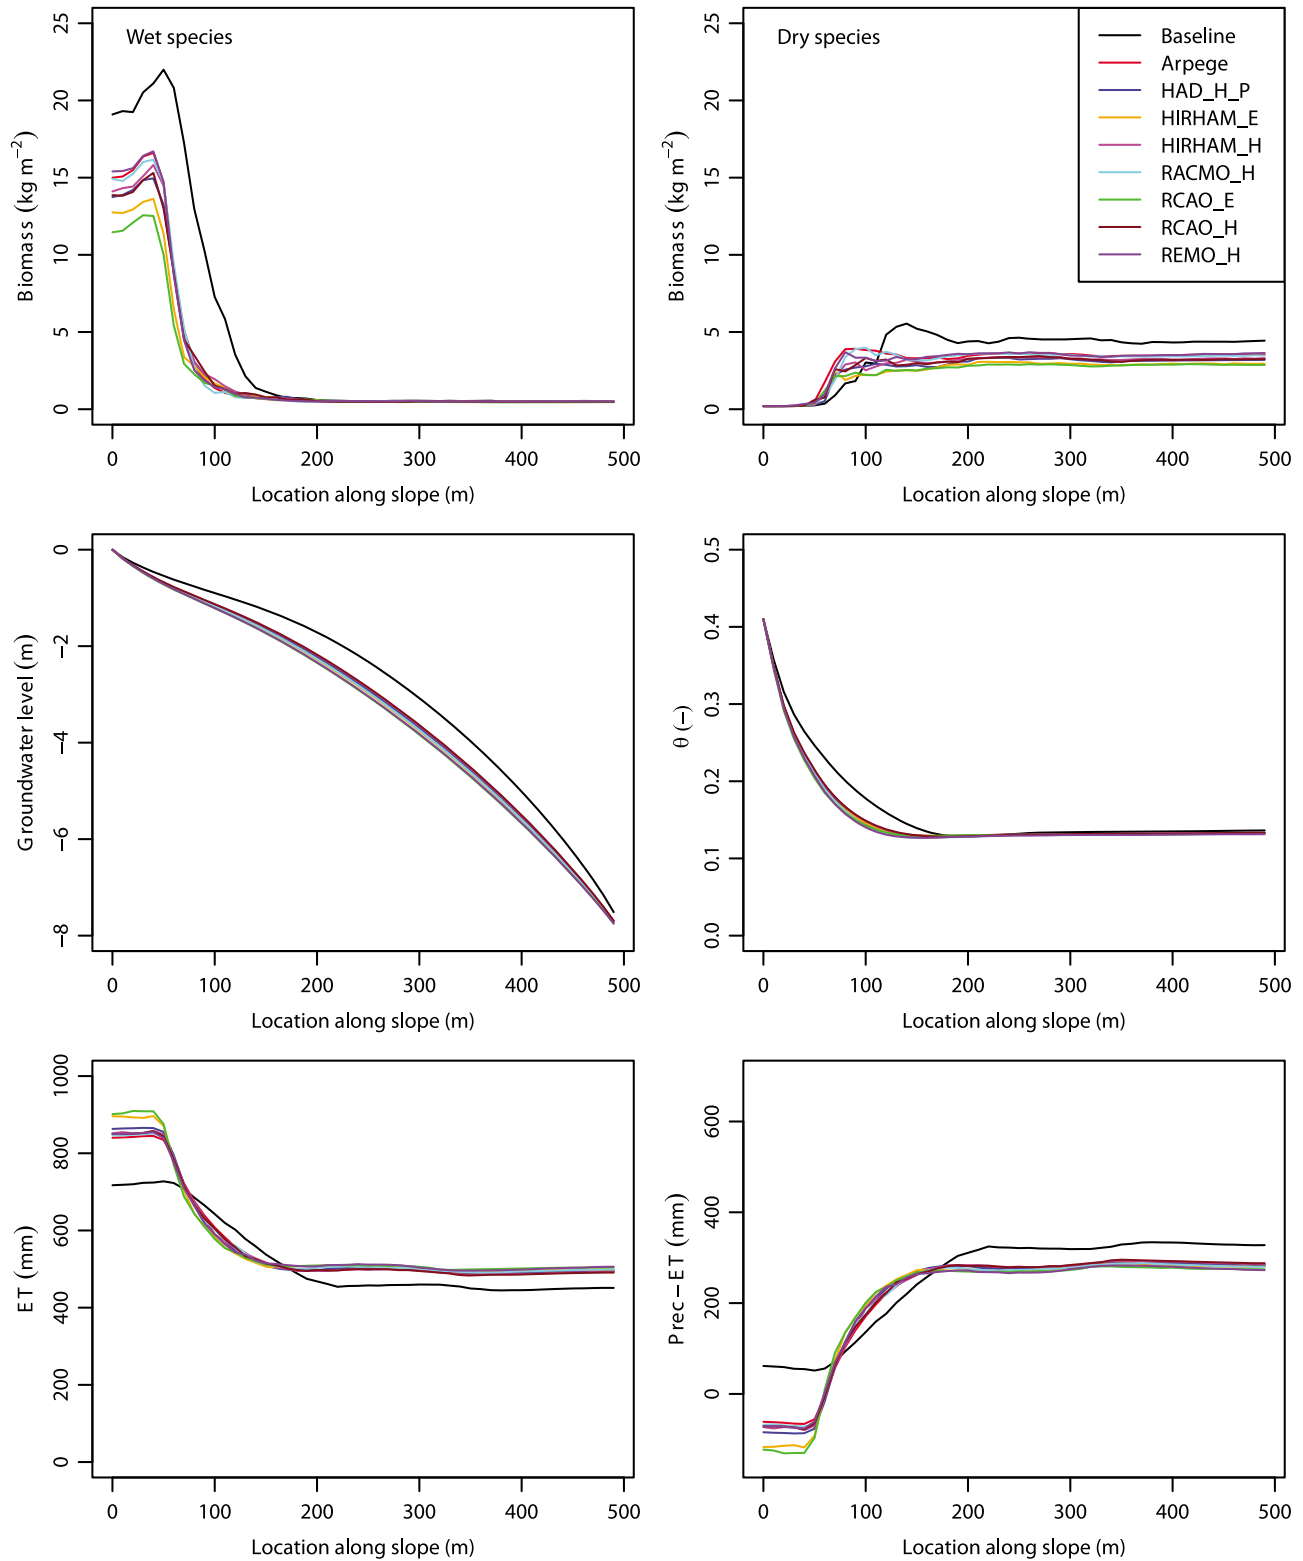 Wet species
Biomass (kg m−2)
0 5 10 15 20 25
0 100 200 300 400 500
Location along slope (m)
Dry species
Biomass (kg m−2)
0 5 10 15 20 25
0 100 200 300 400 500
Location along slope (m)
Baseline
Arpege
HAD_H_P
HIRHAM_E
HIRHAM_H
RACMO_H
RCAO_E
RCAO_H
REMO_H
Groundwater level (m)
−8 −6 −4 −2 0
0 100 200 300 400 500
Location along slope (m)
θ (−)
0.0 0.1 0.2 0.3 0.4 0.5
0 100 200 300 400 500
Location along slope (m)
ET (mm)
0 200 400 600 800 1000
0 100 200 300 400 500
Location along slope (m)
Prec − ET (mm)
0 200 400 600
0 100 200 300 400 500
Location along slope (m)